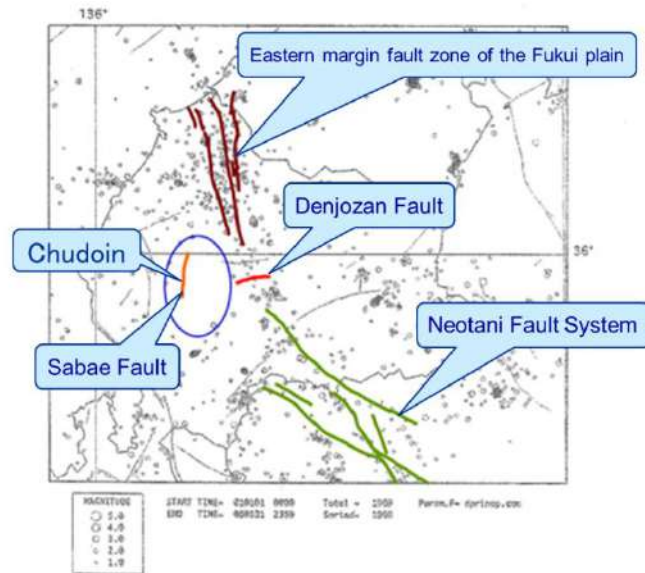 136°
Eastern margin fault zone of the Fukui plain
Denjozan Fault
36°
Chudoin
Neotani Fault System
Sabae Fault
MAGNITUDE
5.0
4.0
3.0
2.0
1.0
START TIME=
Total =
END TIME=
2359